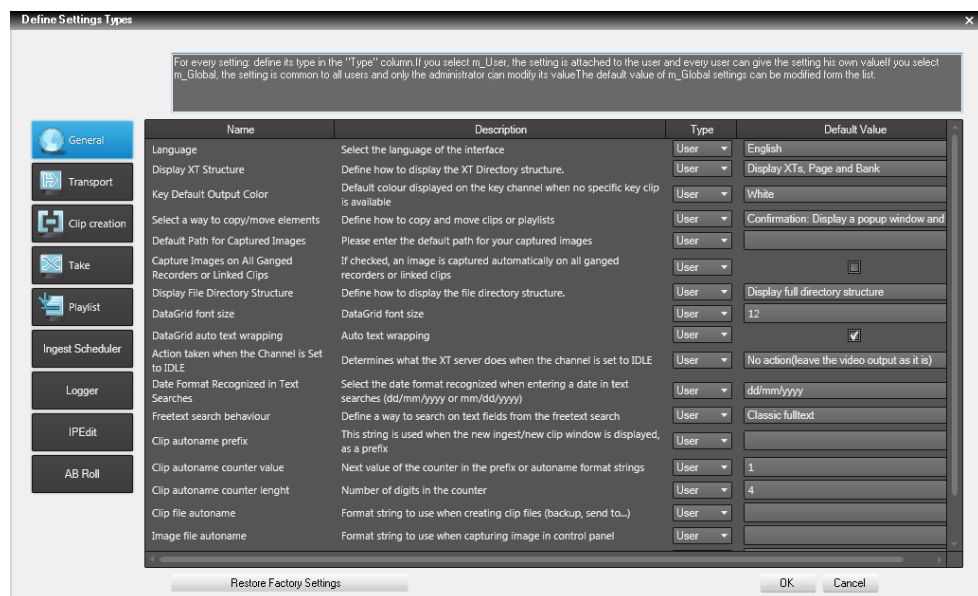 Define Settings Types
For every setting: define its type in the "Type" column.If you select m_User, the setting is attached to the user and every user can give the setting his own valueIf you select
m_Global, the setting is common to all users and only the administrator can modify its valueThe default value of m_Global settings can be modified form the list.
General
Transport
Clip creation
Take
Playlist
Ingest Scheduler
Logger
IPEdit
AB Roll
Name Description Type Default Value
Language Select the language of the interface User English
Display XT Structure Define how to display the XT Directory structure. User Display XTs, Page and Bank
Key Default Output Color Default colour displayed on the key channel when no specific key clip
is available User White
Select a way to copy/move elements Define how to copy and move clips or playlists User Confirmation: Display a popup window and
Default Path for Captured Images Please enter the default path for your captured images User
Capture Images on All Ganged
Recorders or Linked Clips If checked, an image is captured automatically on all ganged
recorders or linked clips User
Display File Directory Structure Define how to display the file directory structure. User Display full directory structure
DataGrid font size DataGrid font size User 12
DataGrid auto text wrapping Auto text wrapping User
Action taken when the Channel is Set
to IDLE Determines what the XT server does when the channel is set to IDLE User No action(leave the video output as it is)
Date Format Recognized in Text
Searches Select the date format recognized when entering a date in text
searches (dd/mm/yyyy or mm/dd/yyyy) User dd/mm/yyyy
Freetext search behaviour Define a way to search on text fields from the freetext search User Classic fulltext
Clip autoname prefix This string is used when the new ingest/new clip window is displayed,
as a prefix User
Clip autoname counter value Next value of the counter in the prefix or autoname format strings User 1
Clip autoname counter lenght Number of digits in the counter User 4
Clip file autoname Format string to use when creating clip files (backup, send to...) User
Image file autoname Format string to use when capturing image in control panel User
Restore Factory Settings OK Cancel